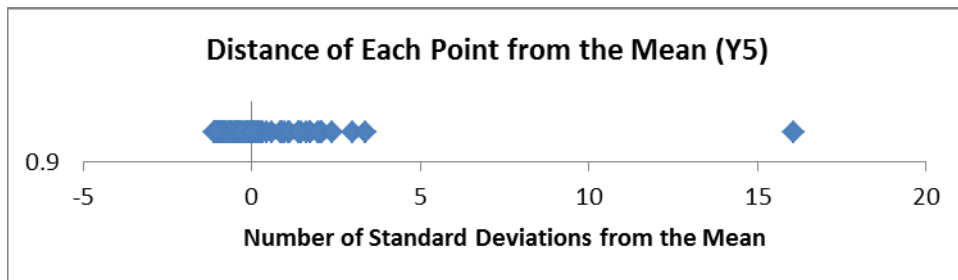 Distance of Each Point from the Mean (Y5)
0.9
-5 0 5 10 15 20
Number of Standard Deviations from the Mean